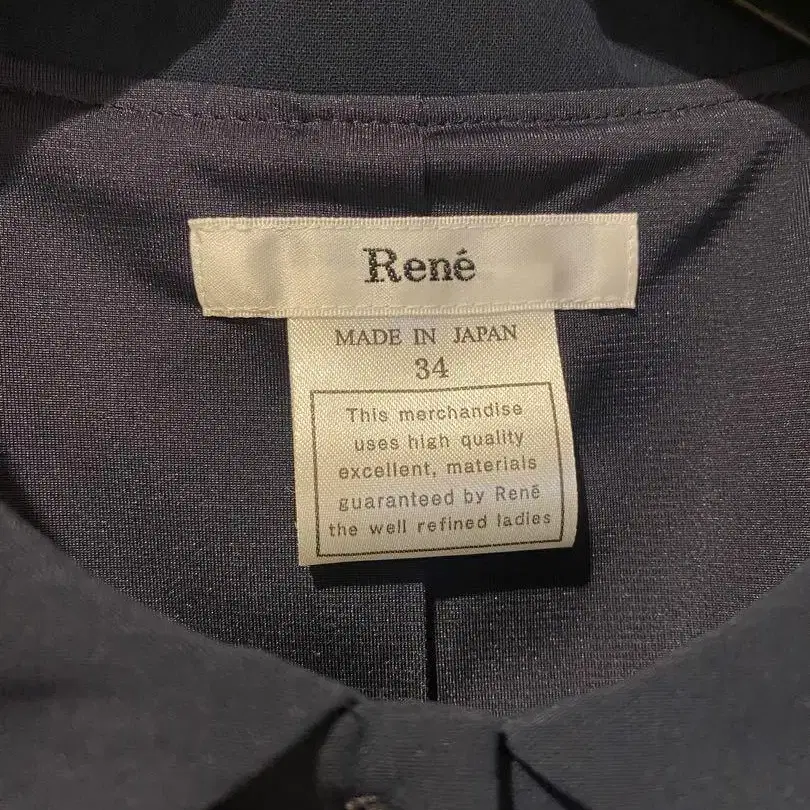 René
MADE IN JAPAN
34
This merchandise
uses high quality
excellent, materials
guaranteed by René
the well refined ladies